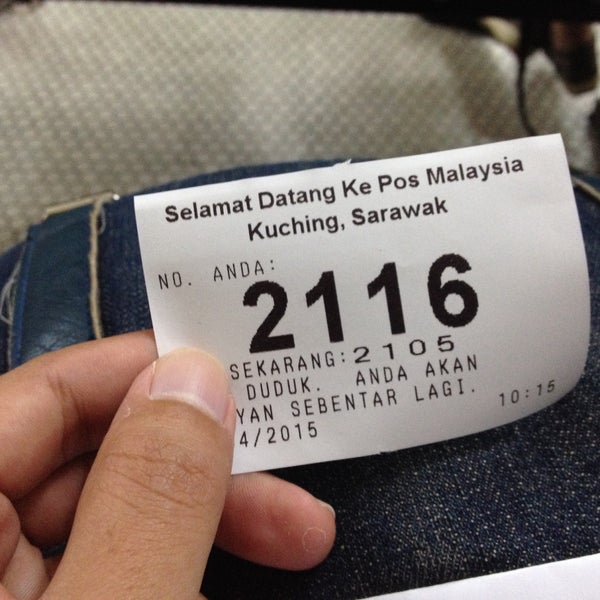 Selamat Datang Ke Pos Malaysia
Kuching, Sarawak
NO. ANDA:
2116
SEKARANG:2105
DUDUK. ANDA AKAN
YAN SEBENTAR LAGI.
4/2015 10:15